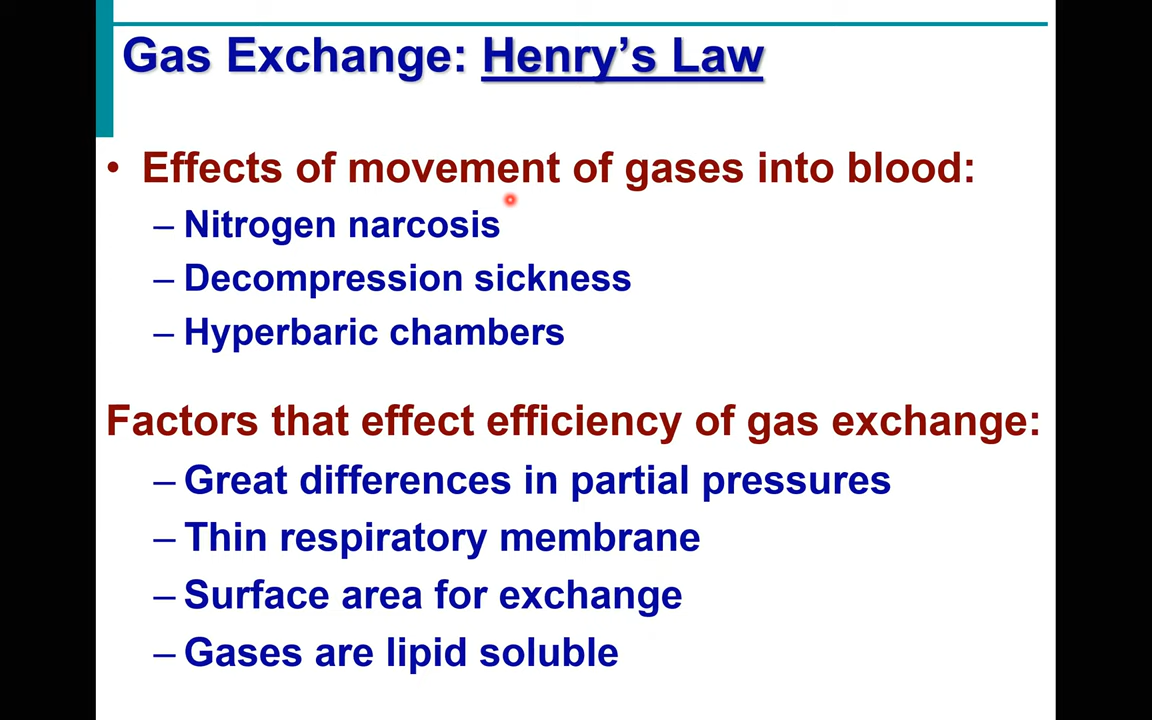 Gas Exchange: Henry’s Law
• Effects of movement of gases into blood:
– Nitrogen narcosis
– Decompression sickness
– Hyperbaric chambers
Factors that effect efficiency of gas exchange:
– Great differences in partial pressures
– Thin respiratory membrane
– Surface area for exchange
– Gases are lipid soluble